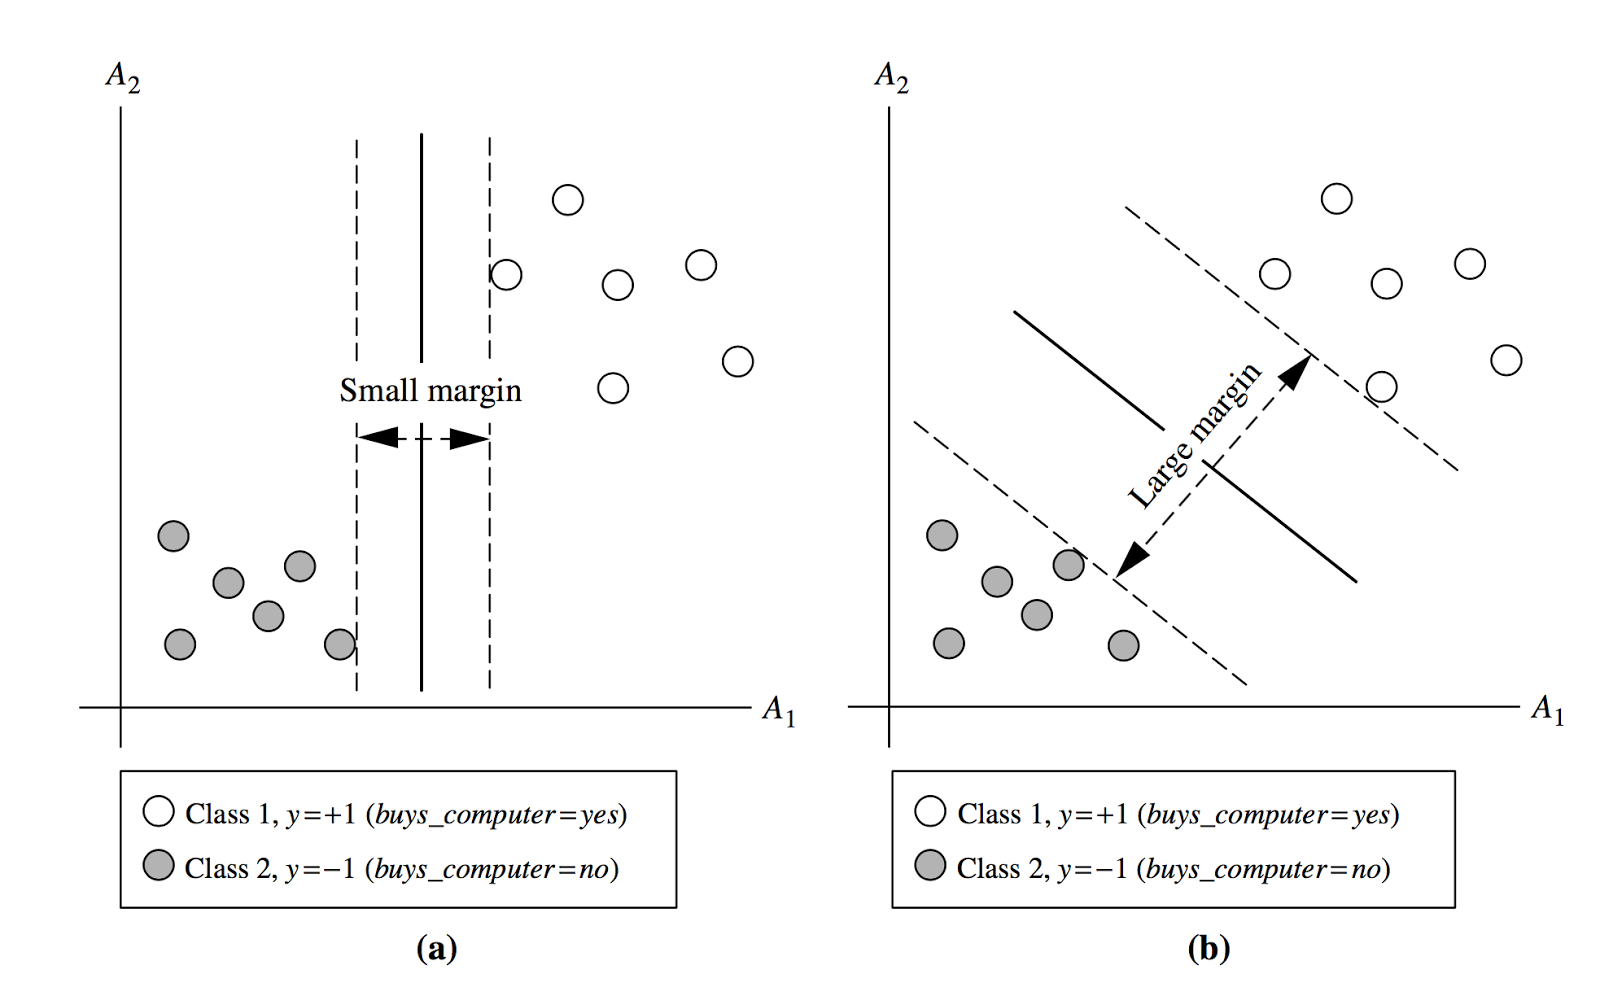 A₂
Small margin
A₁
Class 1, y=+1 (buys_computer=yes)
Class 2, y=−1 (buys_computer=no)
(a)
A₂
Large margin
A₁
Class 1, y=+1 (buys_computer=yes)
Class 2, y=−1 (buys_computer=no)
(b)